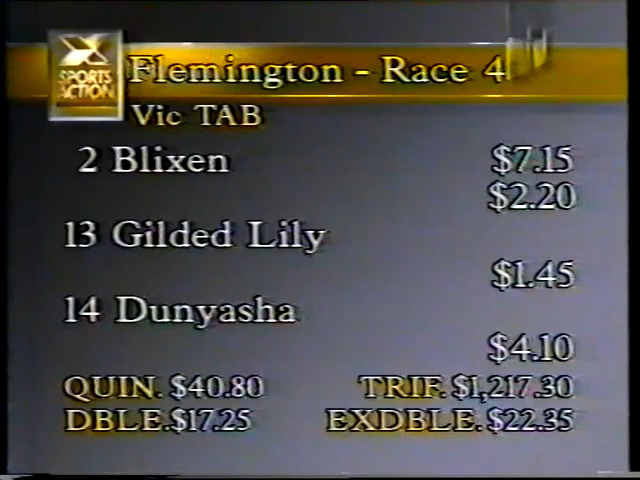 X
SPORTS
ACTION
Flemington - Race 4
Vic TAB
2 Blixen $7.15
$2.20
13 Gilded Lily
$1.45
14 Dunyasha
$4.10
QUIN. $40.80 TRIF. $1,217.30
DBLE. $17.25 EXDBLE. $22.35